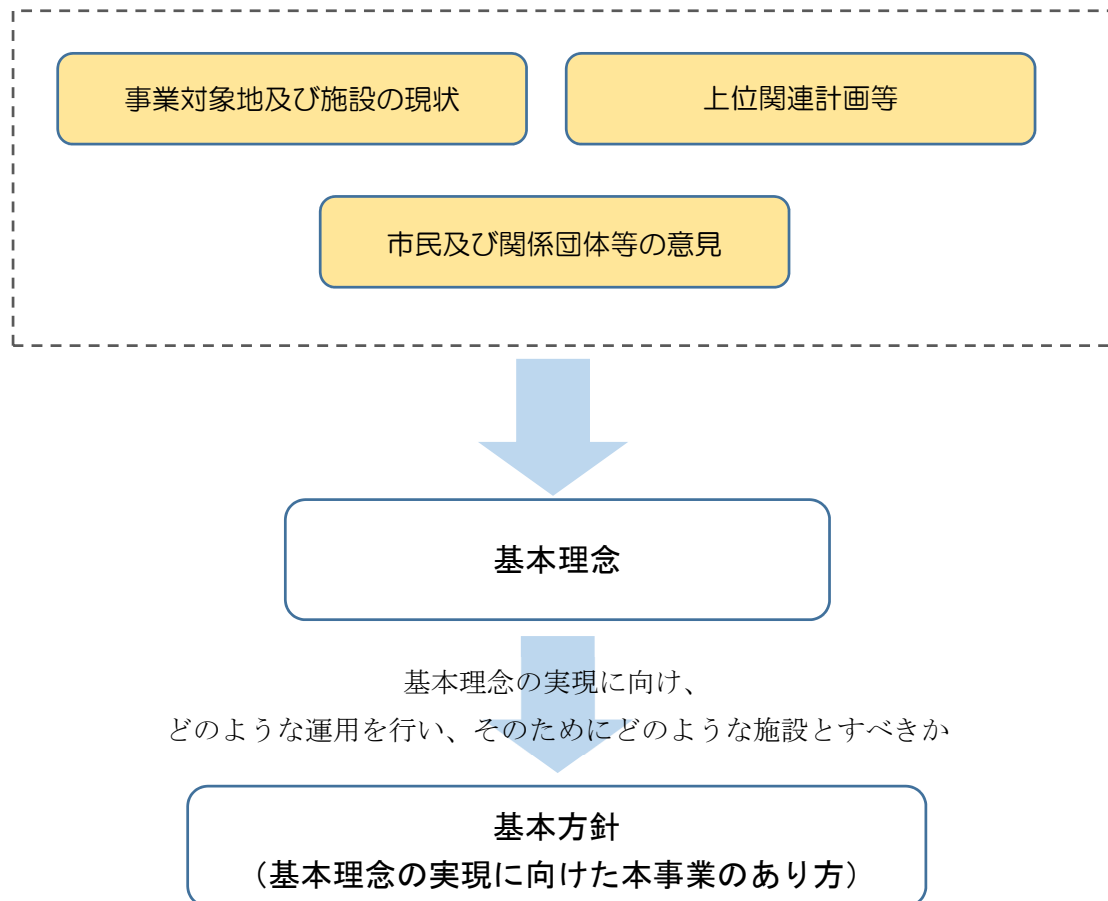 事業対象地及び施設の現状
上位関連計画等
市民及び関係団体等の意見
基本理念
基本理念の実現に向け、
どのような運用を行い、そのためにどのような施設とすべきか
基本方針
（基本理念の実現に向けた本事業のあり方）